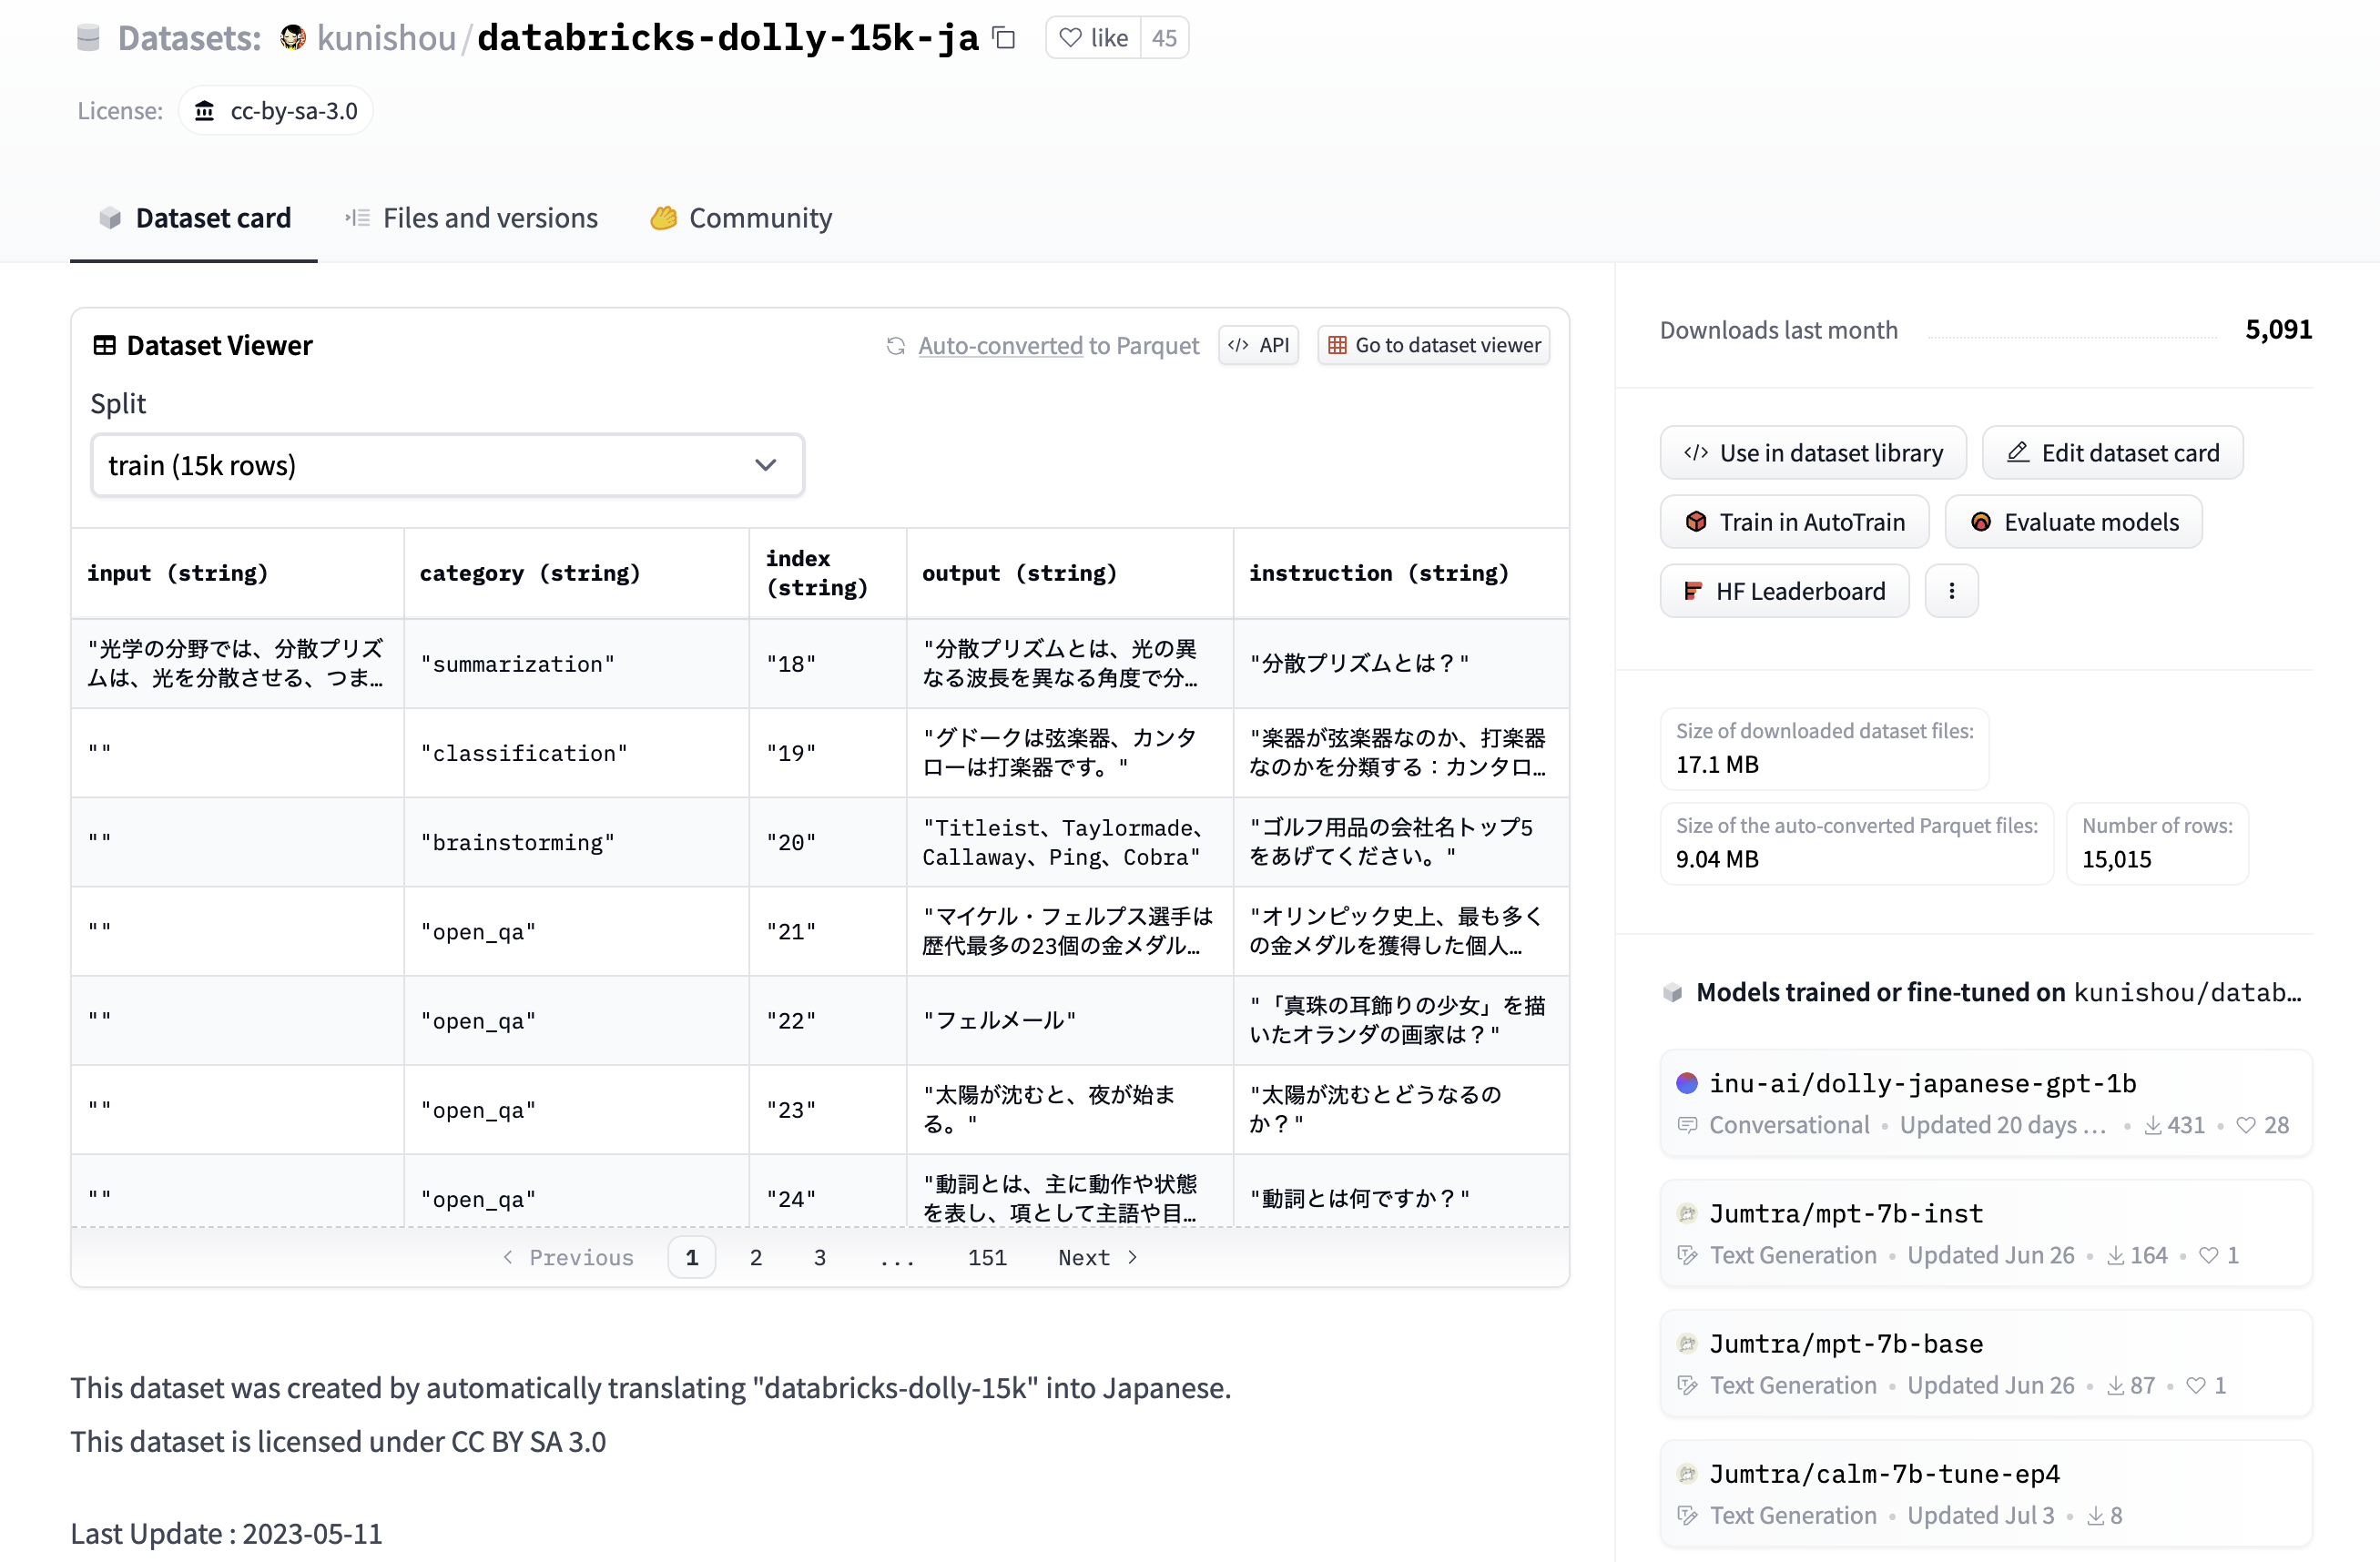 Datasets: kunishou/databricks-dolly-15k-ja like 45
License: cc-by-sa-3.0
Dataset card Files and versions Community
Dataset Viewer Auto-converted to Parquet API Go to dataset viewer
Split
train (15k rows)
input (string) category (string) index (string) output (string) instruction (string)
"光学の分野では、分散プリズ
ムは、光を分散させる、つま…
"summarization"
"18"
"分散プリズムとは、光の異
なる波長を異なる角度で分…
"分散プリズムとは？"
""
"classification"
"19"
"グドークは弦楽器、カンタ
ローは打楽器です。"
"楽器が弦楽器なのか、打楽器
なのかを分類する：カンタロ…
""
"brainstorming"
"20"
"Titleist、Taylormade、
Callaway、Ping、Cobra"
"ゴルフ用品の会社名トップ5
をあげてください。"
""
"open_qa"
"21"
"マイケル・フェルプス選手は
歴代最多の23個の金メダル…
"オリンピック史上、最も多く
の金メダルを獲得した個人…
""
"open_qa"
"22"
"フェルメール"
"「真珠の耳飾りの少女」を描
いたオランダの画家は？"
""
"open_qa"
"23"
"太陽が沈むと、夜が始ま
る。"
"太陽が沈むとどうなるの
か？"
""
"open_qa"
"24"
"動詞とは、主に動作や状態
を表し、項として主語や目…
"動詞とは何ですか？"
Previous 1 2 3 ... 151 Next
This dataset was created by automatically translating "databricks-dolly-15k" into Japanese.
This dataset is licensed under CC BY SA 3.0
Last Update : 2023-05-11
Downloads last month 5,091
Use in dataset library Edit dataset card
Train in AutoTrain Evaluate models
HF Leaderboard
Size of downloaded dataset files:
17.1 MB
Size of the auto-converted Parquet files:
9.04 MB
Number of rows:
15,015
Models trained or fine-tuned on kunishou/datab…
inu-ai/dolly-japanese-gpt-1b
Conversational • Updated 20 days … • 431 • 28
Jumtra/mpt-7b-inst
Text Generation • Updated Jun 26 • 164 • 1
Jumtra/mpt-7b-base
Text Generation • Updated Jun 26 • 87 • 1
Jumtra/calm-7b-tune-ep4
Text Generation • Updated Jul 3 • 8